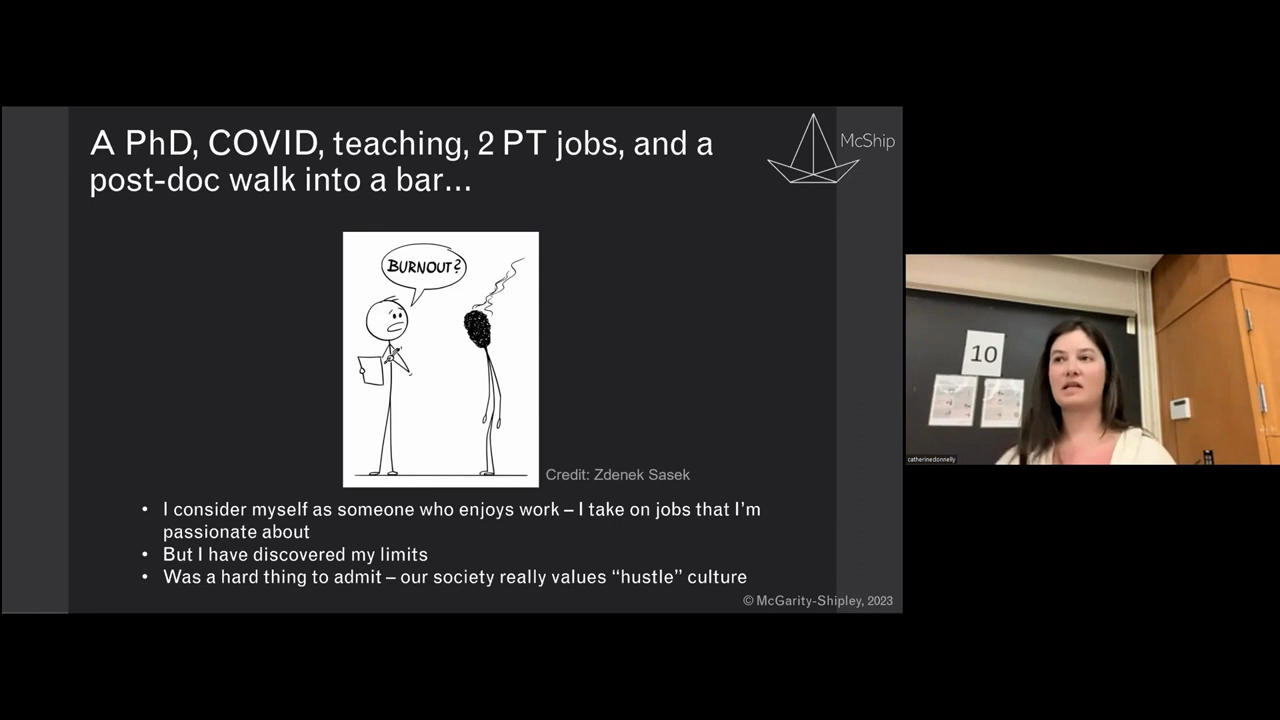 A PhD, COVID, teaching, 2 PT jobs, and a
post-doc walk into a bar...
McShip
BURNOUT?
Credit: Zdenek Sasek
• I consider myself as someone who enjoys work – I take on jobs that I’m
passionate about
• But I have discovered my limits
• Was a hard thing to admit – our society really values “hustle” culture
© McGarity-Shipley, 2023
10
catherinedonnelly